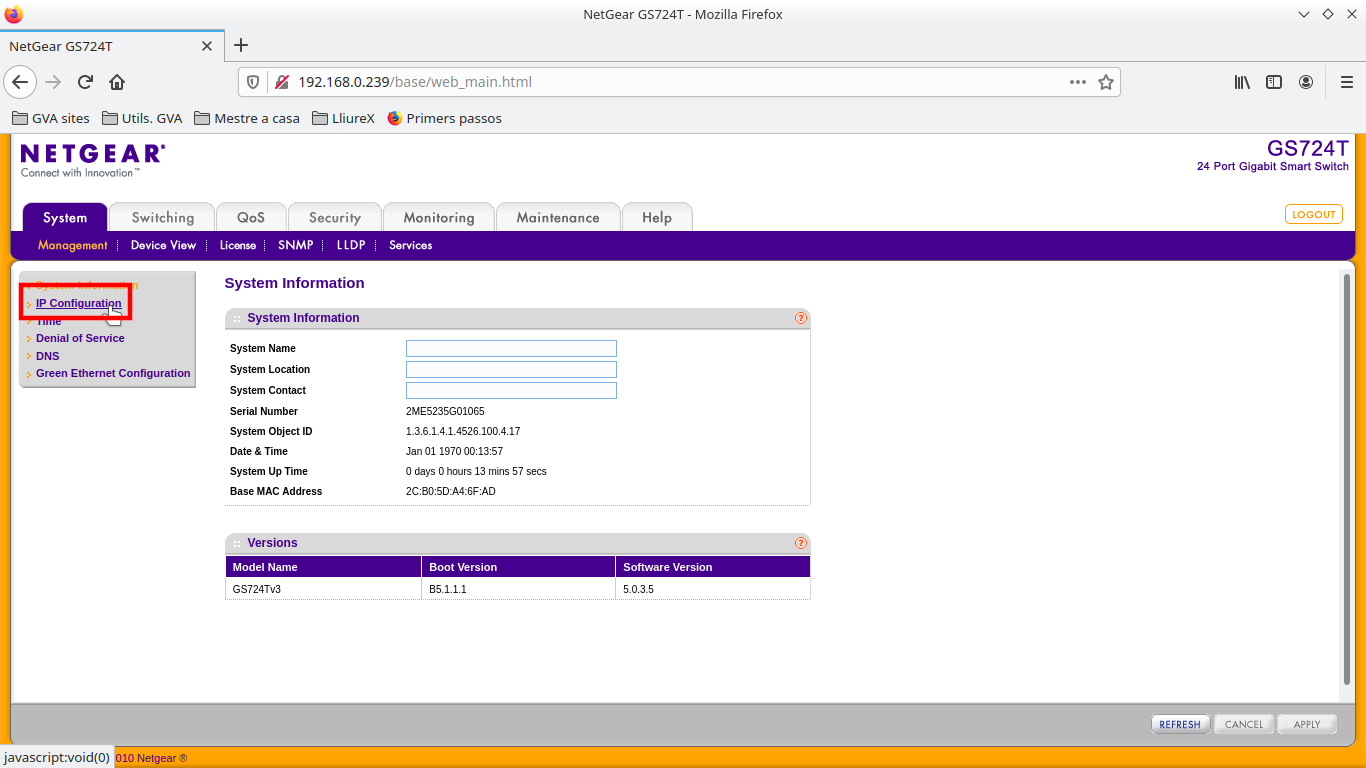 NetGear GS724T - Mozilla Firefox
NetGear GS724T
192.168.0.239/base/web_main.html
GVA sites Utils. GVA Mestre a casa LliureX Primers passos
NETGEAR®
Connect with Innovation™
GS724T
24 Port Gigabit Smart Switch
System Switching QoS Security Monitoring Maintenance Help
LOGOUT
Management Device View License SNMP LLDP Services
System Information
IP Configuration
Time
Denial of Service
DNS
Green Ethernet Configuration
System Information
System Information
System Name
System Location
System Contact
Serial Number 2ME5235G01065
System Object ID 1.3.6.1.4.1.4526.100.4.17
Date & Time Jan 01 1970 00:13:57
System Up Time 0 days 0 hours 13 mins 57 secs
Base MAC Address 2C:B0:5D:A4:6F:AD
Versions
Model Name Boot Version Software Version
GS724Tv3 B5.1.1.1 5.0.3.5
REFRESH CANCEL APPLY
javascript:void(0) 010 Netgear ®